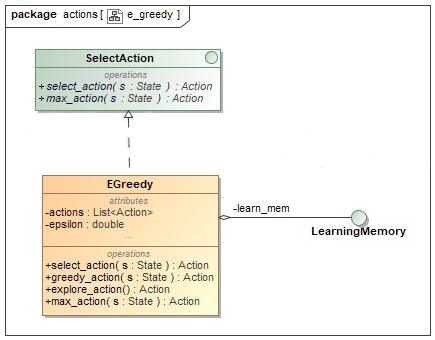 package actions [ e_greedy ]
SelectAction
operations
+ select_action( s : State ) : Action
+ max_action( s : State ) : Action
EGreedy
attributes
-actions : List<Action>
-epsilon : double
...
operations
+select_action( s : State ) : Action
+greedy_action( s : State ) : Action
+explore_action() : Action
+max_action( s : State ) : Action
-learn_mem
LearningMemory